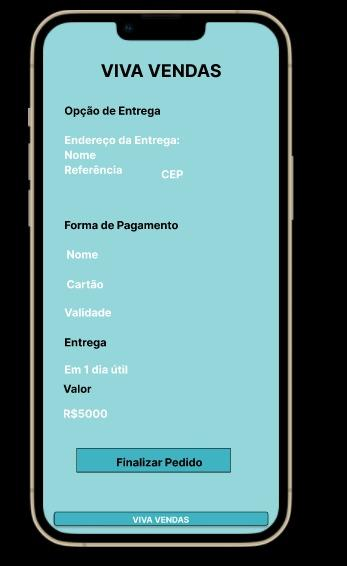 VIVA VENDAS
Opção de Entrega
Endereço da Entrega:
Nome
Referência
CEP
Forma de Pagamento
Nome
Cartão
Validade
Entrega
Em 1 dia útil
Valor
R$5000
Finalizar Pedido
VIVA VENDAS